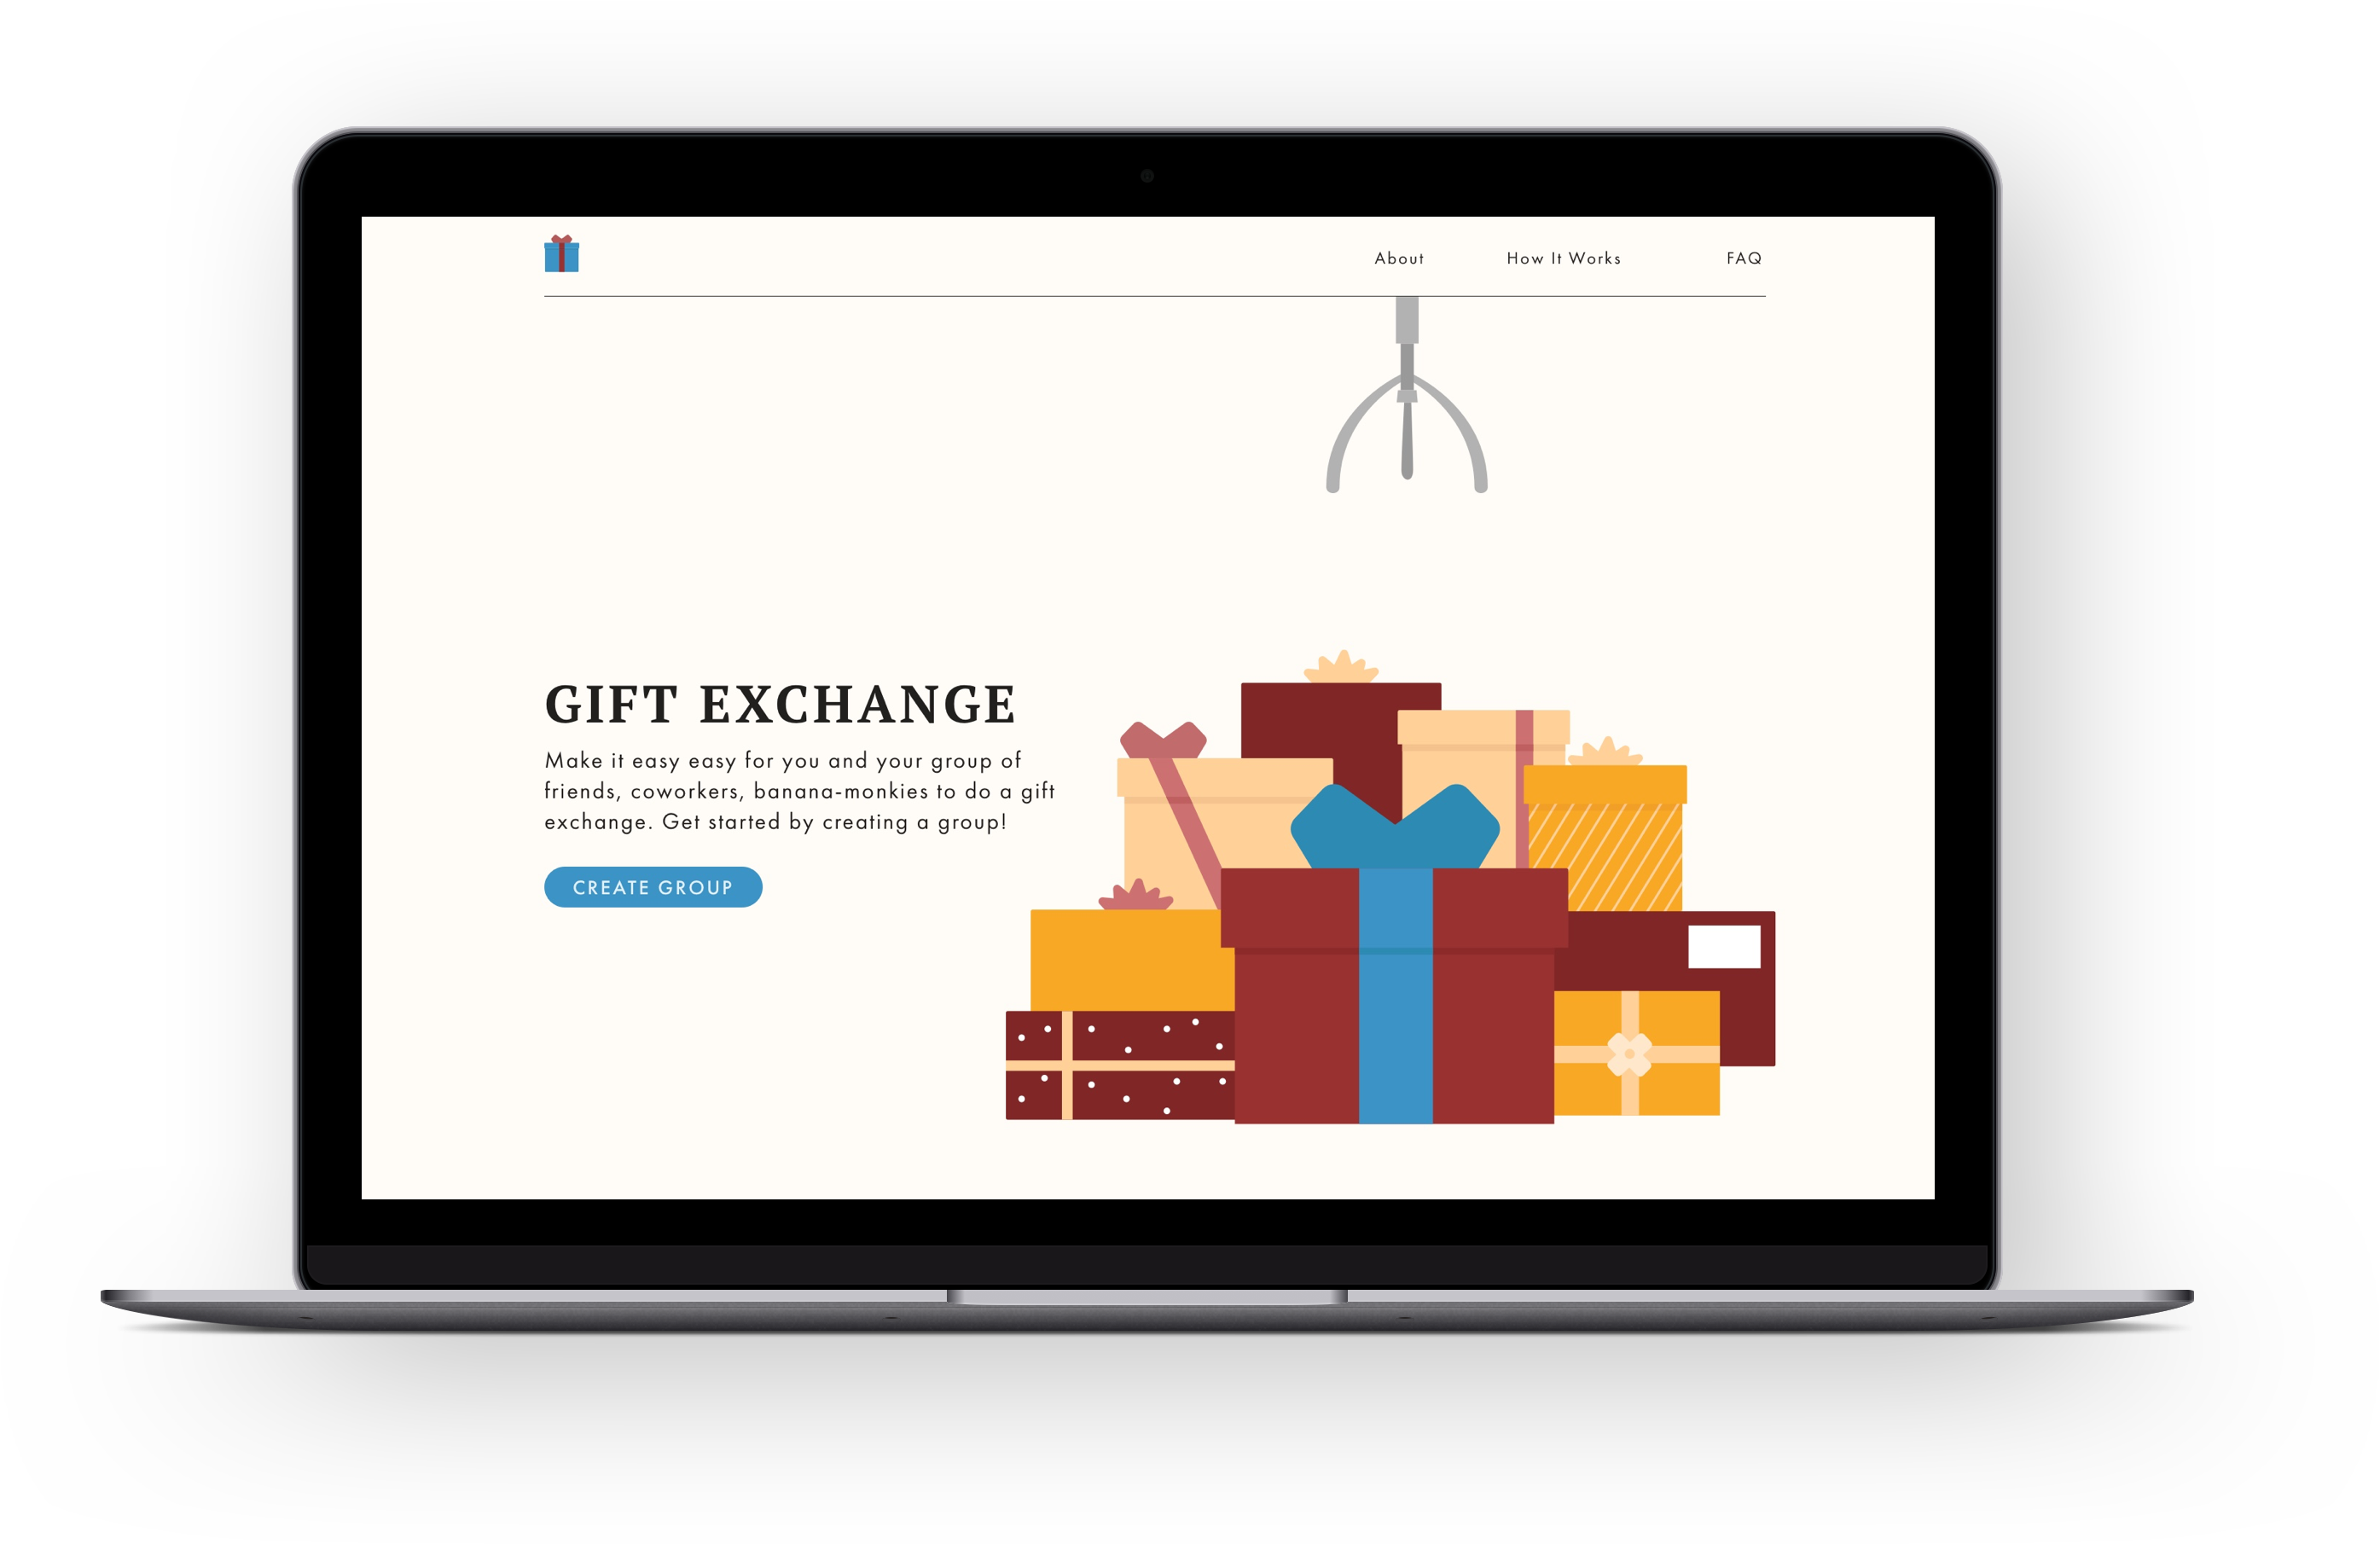 About
How It Works
FAQ
GIFT EXCHANGE
Make it easy easy for you and your group of
friends, coworkers, banana-monkies to do a gift
exchange. Get started by creating a group!
CREATE GROUP